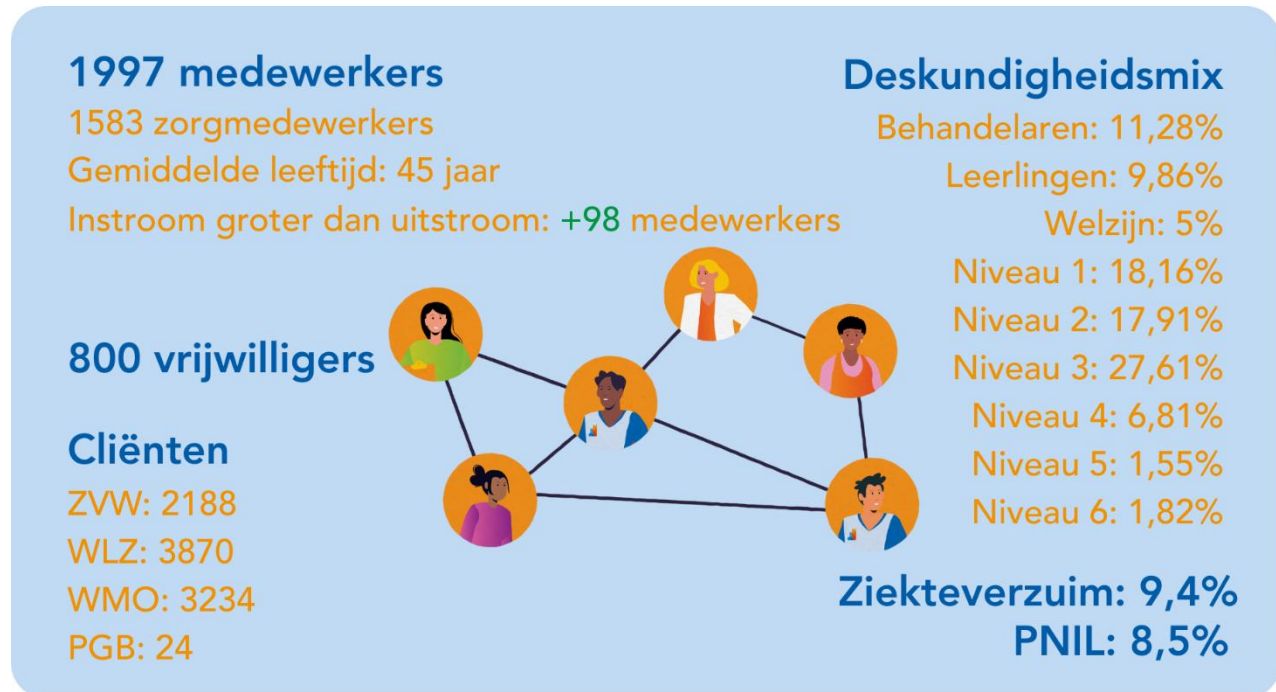 1997 medewerkers
1583 zorgmedewerkers
Gemiddelde leeftijd: 45 jaar
Instroom groter dan uitstroom: +98 medewerkers
800 vrijwilligers
Cliënten
ZVW: 2188
WLZ: 3870
WMO: 3234
PGB: 24
Deskundigheidsmix
Behandelaren: 11,28%
Leerlingen: 9,86%
Welzijn: 5%
Niveau 1: 18,16%
Niveau 2: 17,91%
Niveau 3: 27,61%
Niveau 4: 6,81%
Niveau 5: 1,55%
Niveau 6: 1,82%
Ziekteverzuim: 9,4%
PNIL: 8,5%